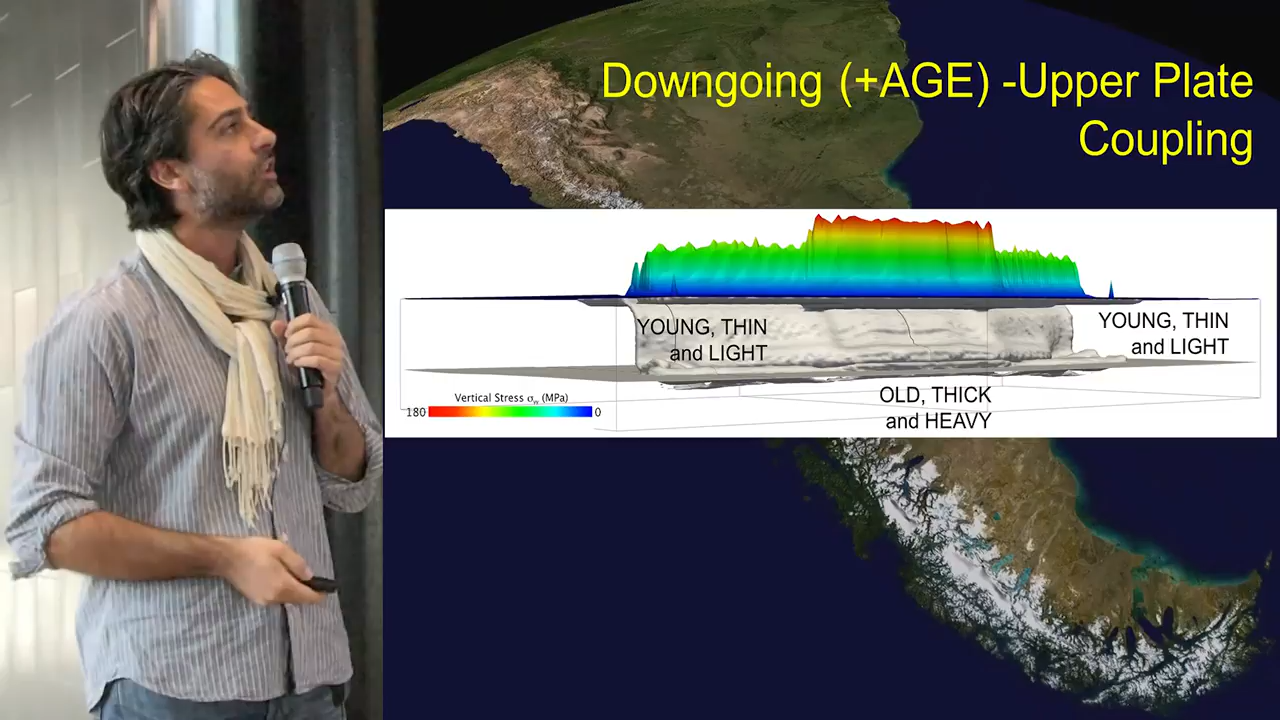 Downgoing (+AGE) -Upper Plate
Coupling
YOUNG, THIN
and LIGHT
YOUNG, THIN
and LIGHT
OLD, THICK
and HEAVY
Vertical Stress σyy (MPa)
180 0